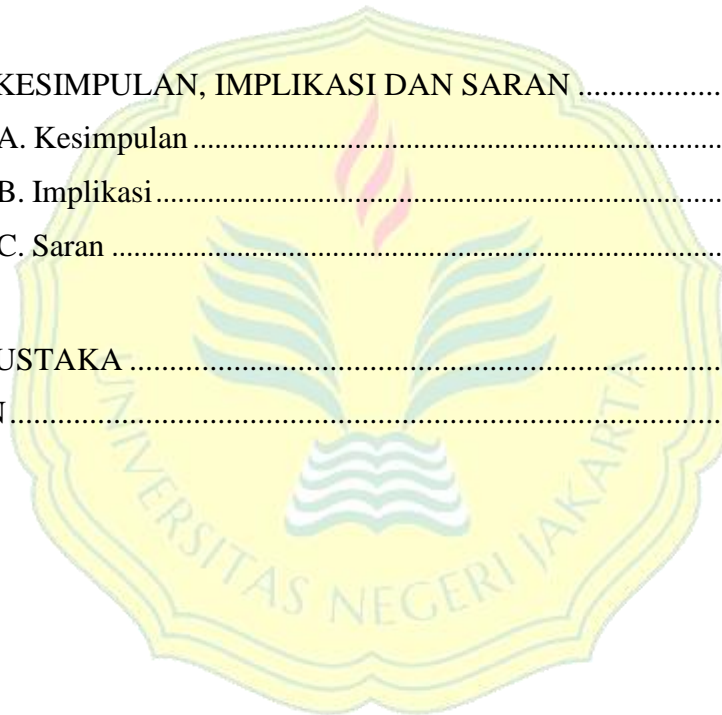 KESIMPULAN, IMPLIKASI DAN SARAN ..................
A. Kesimpulan .......................................................................
B. Implikasi............................................................................
C. Saran .................................................................................
USTAKA ...............................................................................
N..............................................................................................
UNIVERSITAS NEGERI JAKARTA